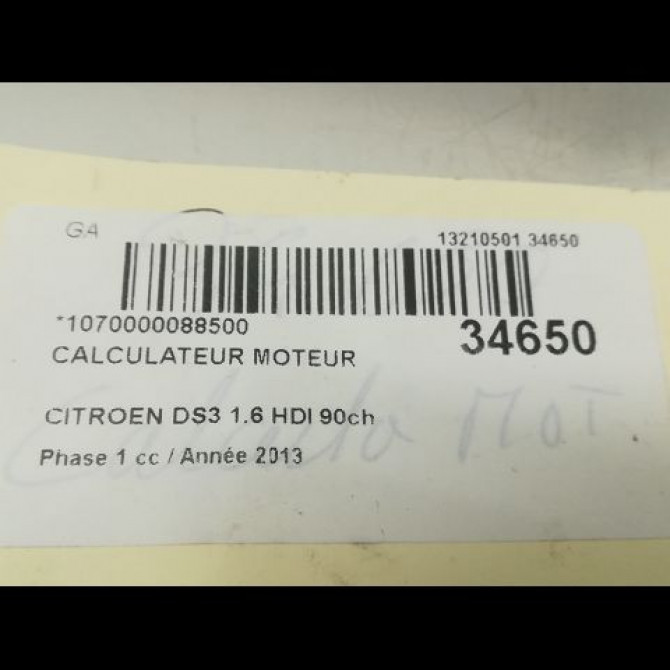 GA
13210501 34650
*1070000088500
34650
CALCULATEUR MOTEUR
CITROEN DS3 1.6 HDI 90ch
Phase 1 cc / Année 2013